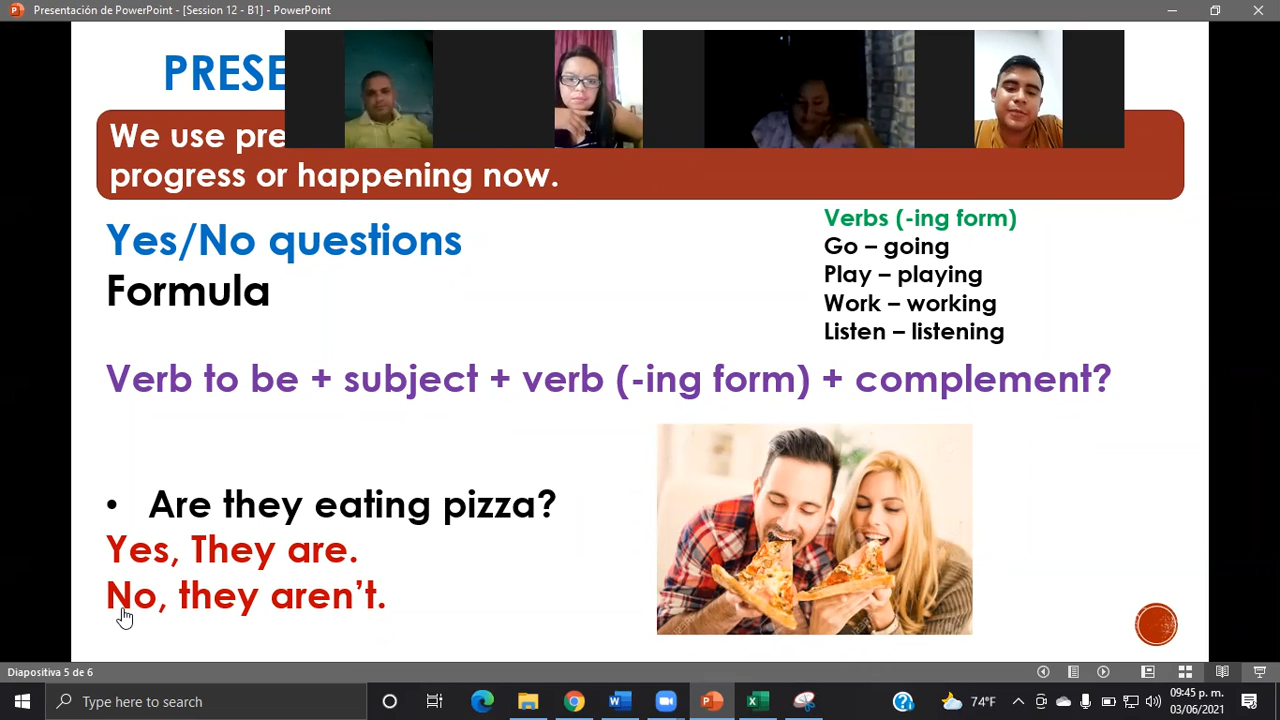 Presentación de PowerPoint - [Session 12 - B1] - PowerPoint
PRESE
We use pre
progress or happening now.
Yes/No questions
Formula
Verbs (-ing form)
Go – going
Play – playing
Work – working
Listen – listening
Verb to be + subject + verb (-ing form) + complement?
• Are they eating pizza?
Yes, They are.
No, they aren’t.
Diapositiva 5 de 6
Type here to search
74°F
09:45 p. m.
03/06/2021